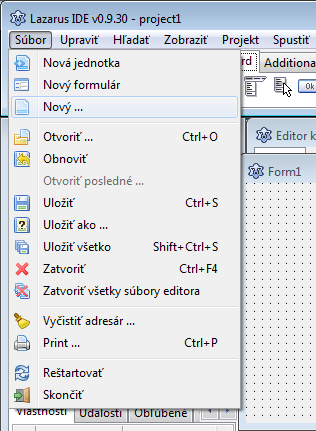 Lazarus IDE v0.9.30 - project1
Súbor Upraviť Hľadať Zobraziť Projekt Spustiť
Additiona
Ok
Nová jednotka
Nový formulár
Nový ...
Otvoriť ... Ctrl+O
Obnoviť
Otvoriť posledné ...
Uložiť Ctrl+S
Uložiť ako ...
Uložiť všetko Shift+Ctrl+S
Zatvoriť Ctrl+F4
Zatvoriť všetky súbory editora
Vyčistiť adresár ...
Print ... Ctrl+P
Reštartovať
Skončiť
Editor k
Form1
Vlastnosti Udalosti Obľúbené